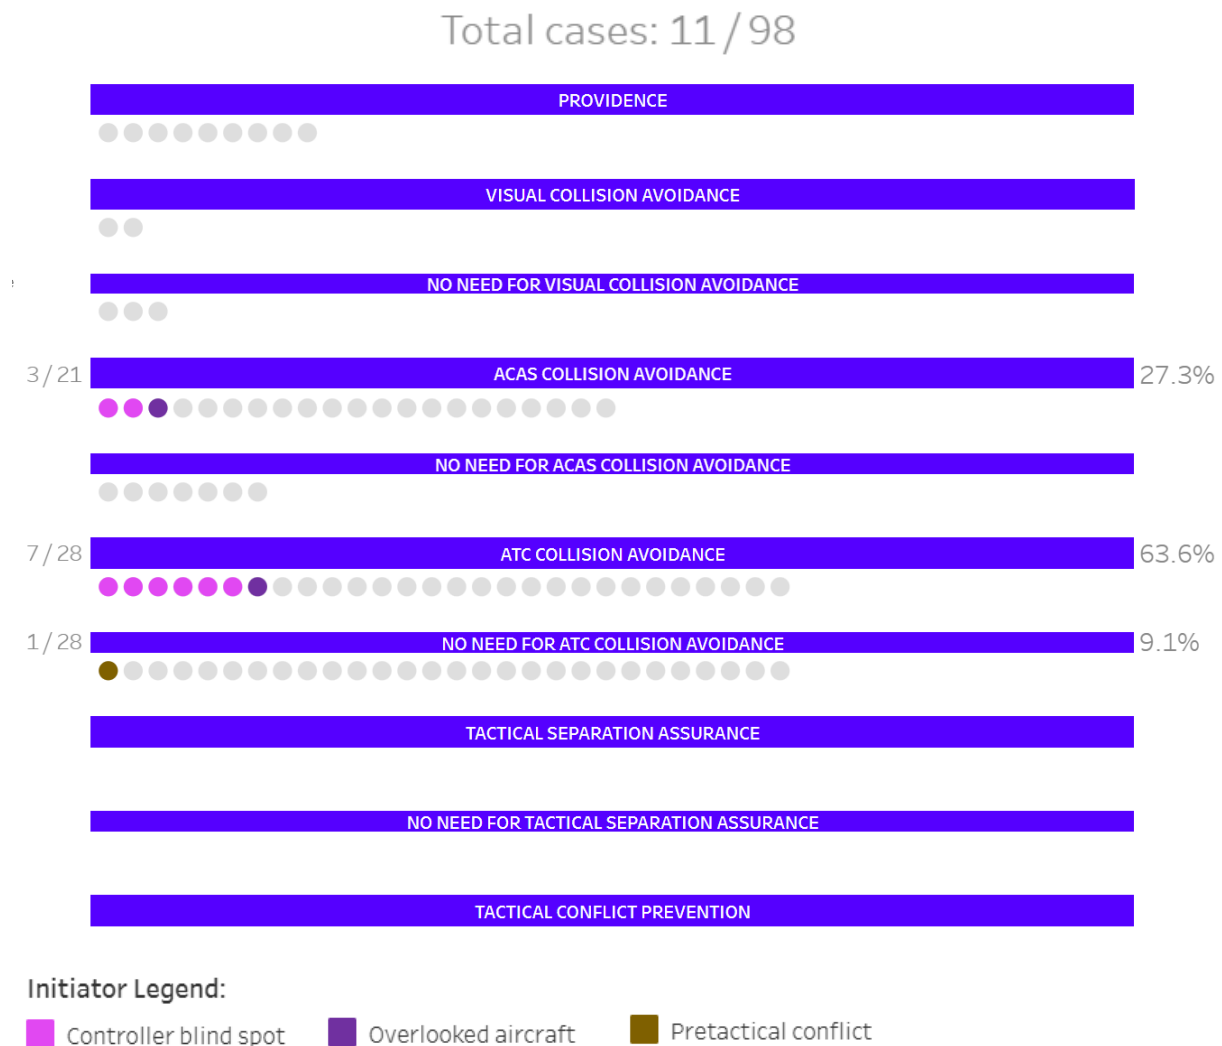 Total cases: 11 / 98
PROVIDENCE
VISUAL COLLISION AVOIDANCE
NO NEED FOR VISUAL COLLISION AVOIDANCE
3 / 21 ACAS COLLISION AVOIDANCE 27.3%
NO NEED FOR ACAS COLLISION AVOIDANCE
7 / 28 ATC COLLISION AVOIDANCE 63.6%
1 / 28 NO NEED FOR ATC COLLISION AVOIDANCE 9.1%
TACTICAL SEPARATION ASSURANCE
NO NEED FOR TACTICAL SEPARATION ASSURANCE
TACTICAL CONFLICT PREVENTION
Initiator Legend:
Controller blind spot Overlooked aircraft Pretactical conflict